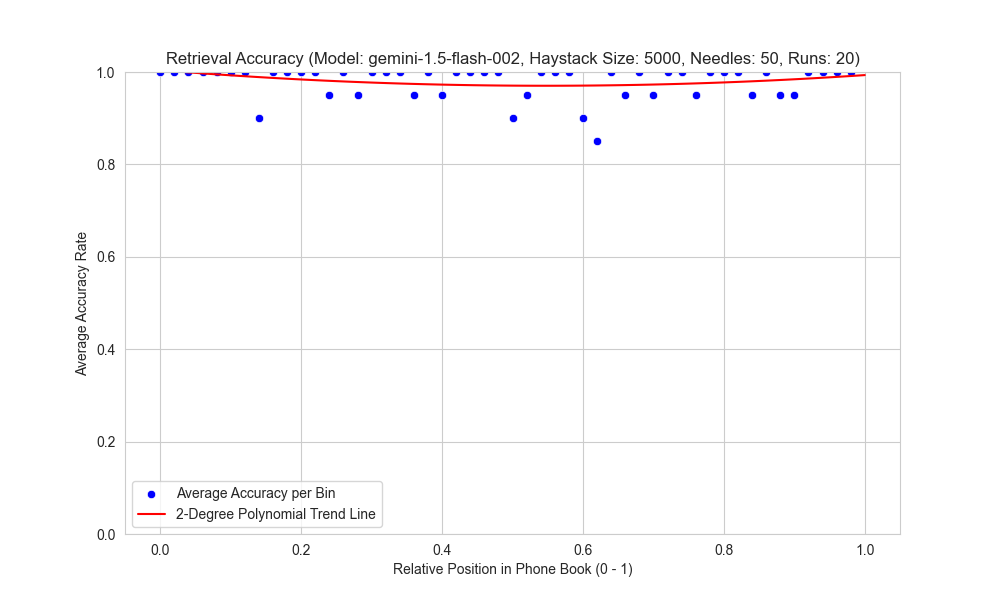 Retrieval Accuracy (Model: gemini-1.5-flash-002, Haystack Size: 5000, Needles: 50, Runs: 20)
1.0
0.8
0.6
0.4
0.2
0.0
Average Accuracy Rate
Average Accuracy per Bin
2-Degree Polynomial Trend Line
0.0 0.2 0.4 0.6 0.8 1.0
Relative Position in Phone Book (0 - 1)